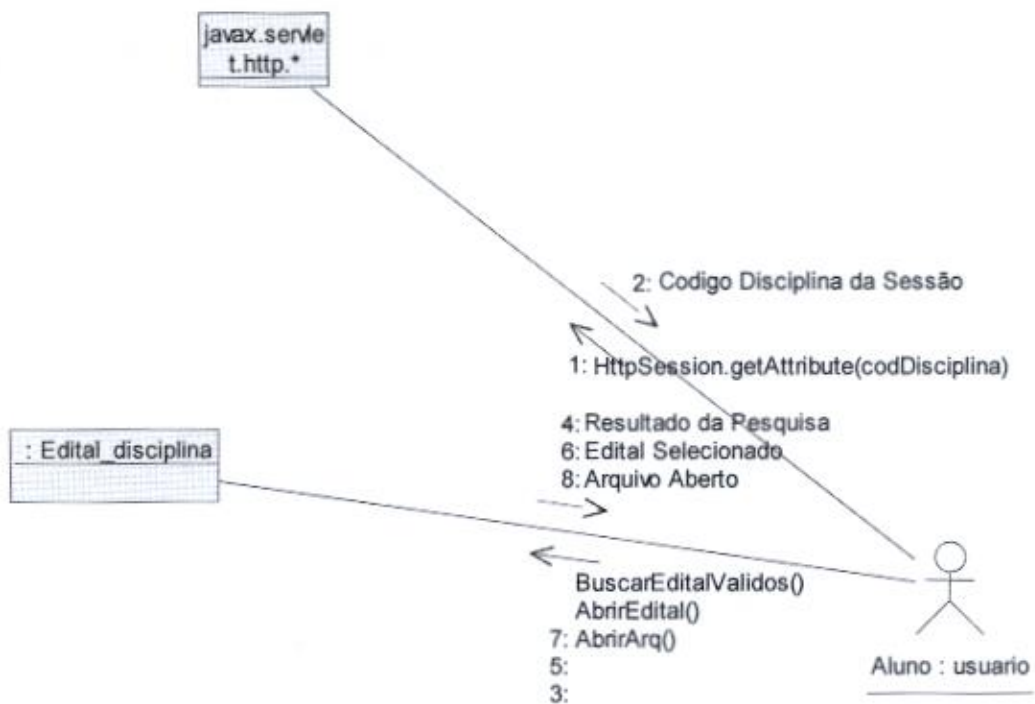 javax.servle
t.http.*
2: Codigo Disciplina da Sessão
1: HttpSession.getAttribute(codDisciplina)
4: Resultado da Pesquisa
6: Edital Selecionado
8: Arquivo Aberto
: Edital_disciplina
BuscarEditalValidos()
AbrirEdital()
7: AbrirArq()
5:
3:
Aluno : usuario